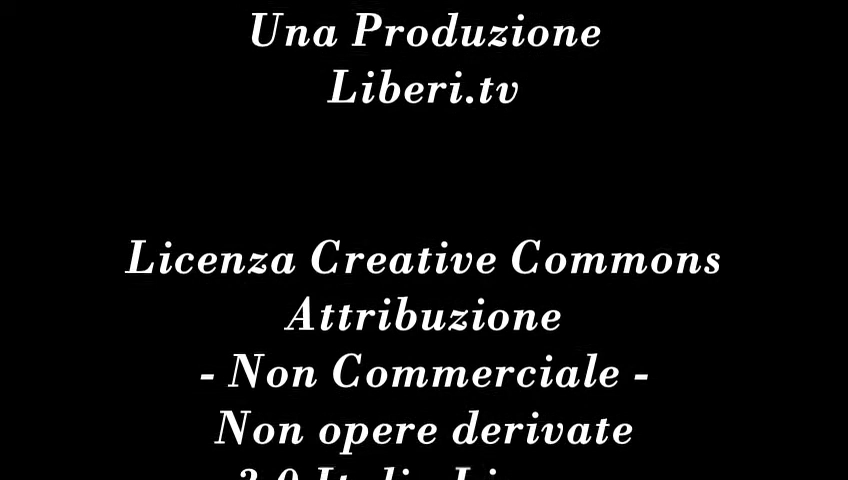 Una Produzione
Liberi.tv
Licenza Creative Commons
Attribuzione
- Non Commerciale -
Non opere derivate